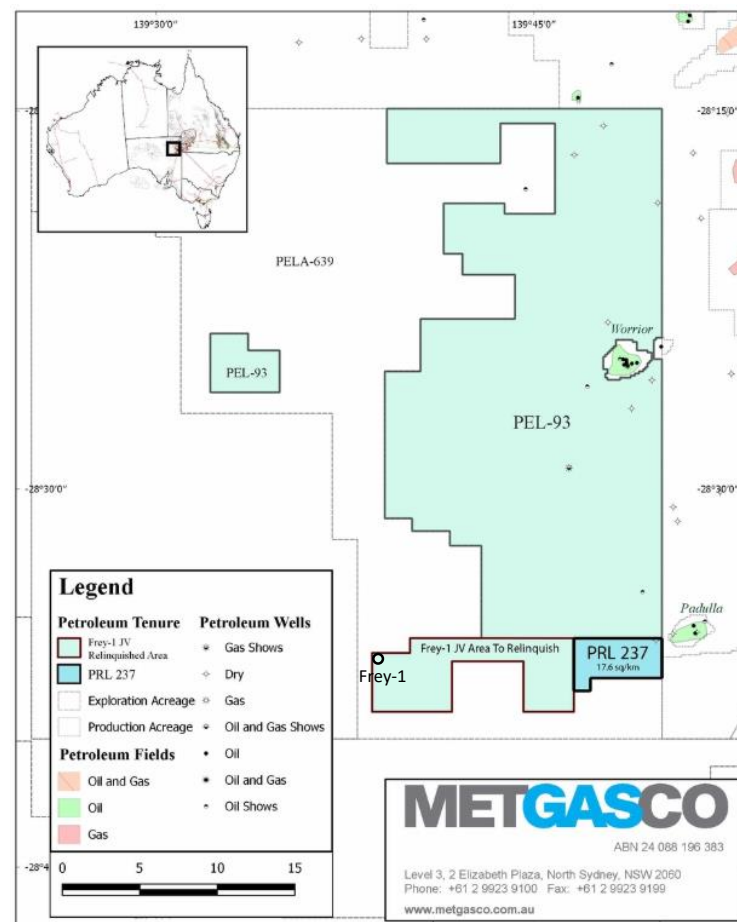 139°30'0"
139°45'0"
-28°15'0"
PELA-639
Worrior
PEL-93
PEL-93
-28°30'0"
-28°30'0"
Padulla
Frey-1 JV Area To Relinquish
PRL 237
17.6 sq/km
Frey-1
Legend
Petroleum Tenure
Frey-1 JV
Relinquished Area
PRL 237
Exploration Acreage
Production Acreage
Petroleum Fields
Oil and Gas
Oil
Gas
Petroleum Wells
Gas Shows
Dry
Gas
Oil and Gas Shows
Oil
Oil and Gas
Oil Shows
0 5 10 15
METGASCO
ABN 24 088 196 383
Level 3, 2 Elizabeth Plaza, North Sydney, NSW 2060
Phone: +61 2 9923 9100 Fax: +61 2 9923 9199
www.metgasco.com.au